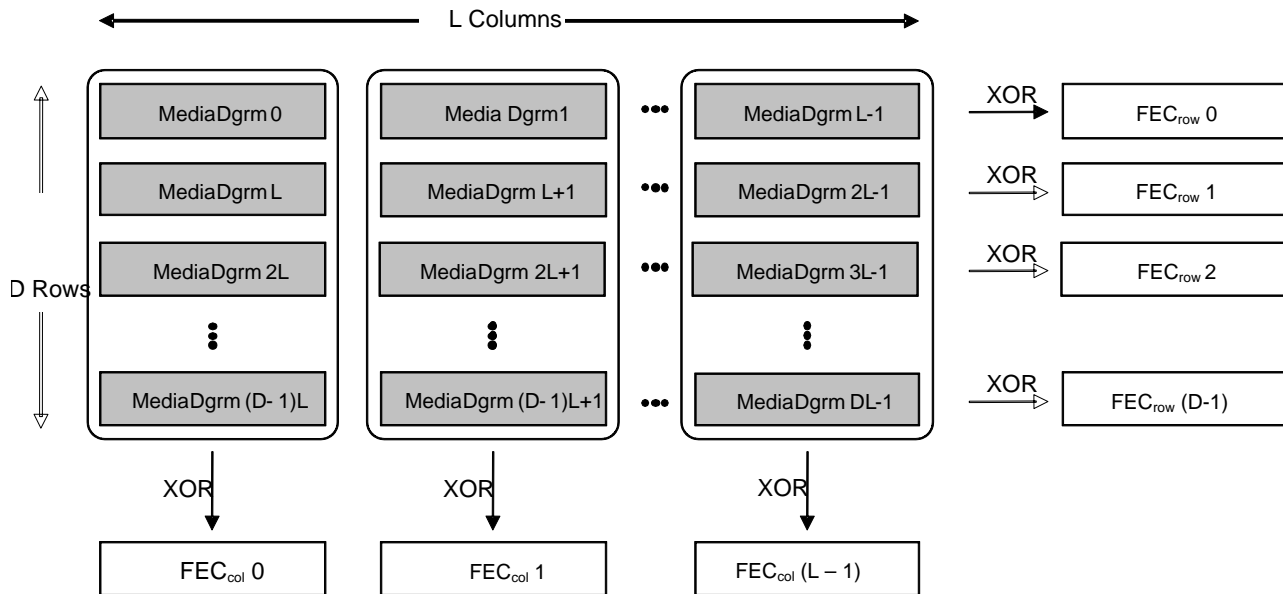 L Columns
MediaDgrm 0 Media Dgrm1 MediaDgrm L-1 XOR FECrow 0
MediaDgrm L MediaDgrm L+1 MediaDgrm 2L-1 XOR FECrow 1
MediaDgrm 2L MediaDgrm 2L+1 MediaDgrm 3L-1 XOR FECrow 2
D Rows
MediaDgrm (D- 1)L MediaDgrm (D- 1)L+1 MediaDgrm DL-1 XOR FECrow (D-1)
XOR XOR XOR
FECcol 0 FECcol 1 FECcol (L – 1)